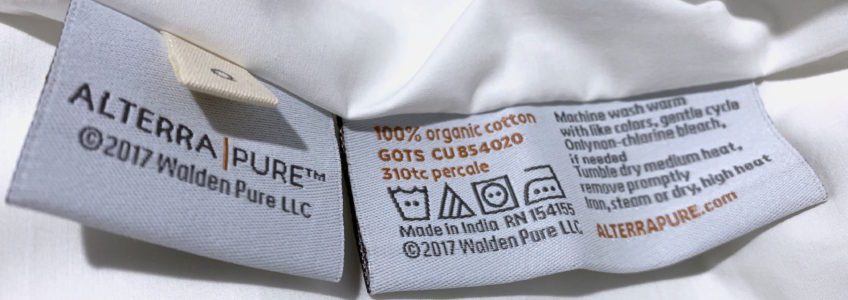 O
ALTERRA|PURE™
©2017 Walden Pure LLC
100% organic cotton
GOTS CU 854020
310tc percale
Made in India RN 154155
©2017 Walden Pure LLC
Machine wash warm
with like colors, gentle cycle
Onlynon-chlorine bleach,
if needed
Tumble dry medium heat,
remove promptly
Iron, steam or dry, high heat
ALTERRAPURE.com